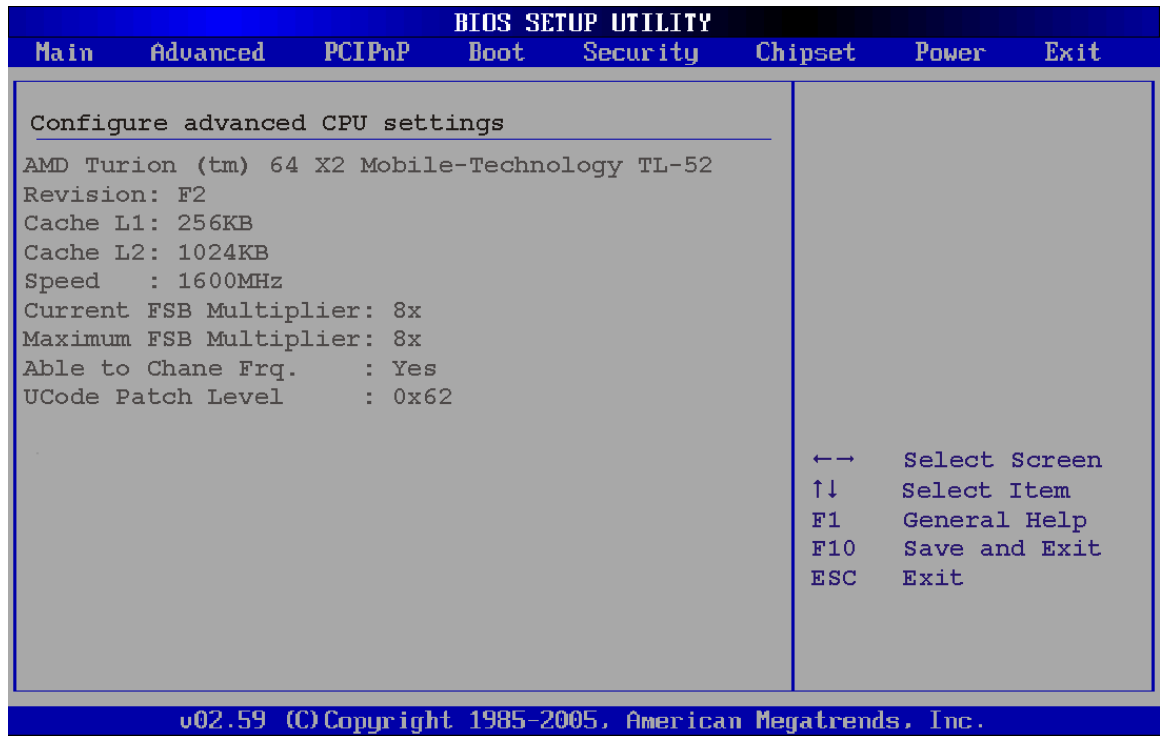 BIOS SETUP UTILITY
Main Advanced PCIPnP Boot Security Chipset Power Exit
Configure advanced CPU settings
AMD Turion (tm) 64 X2 Mobile-Technology TL-52
Revision: F2
Cache L1: 256KB
Cache L2: 1024KB
Speed : 1600MHz
Current FSB Multiplier: 8x
Maximum FSB Multiplier: 8x
Able to Chane Frq. : Yes
UCode Patch Level : 0x62
←→ Select Screen
↑↓ Select Item
F1 General Help
F10 Save and Exit
ESC Exit
v02.59 (C)Copyright 1985-2005, American Megatrends, Inc.